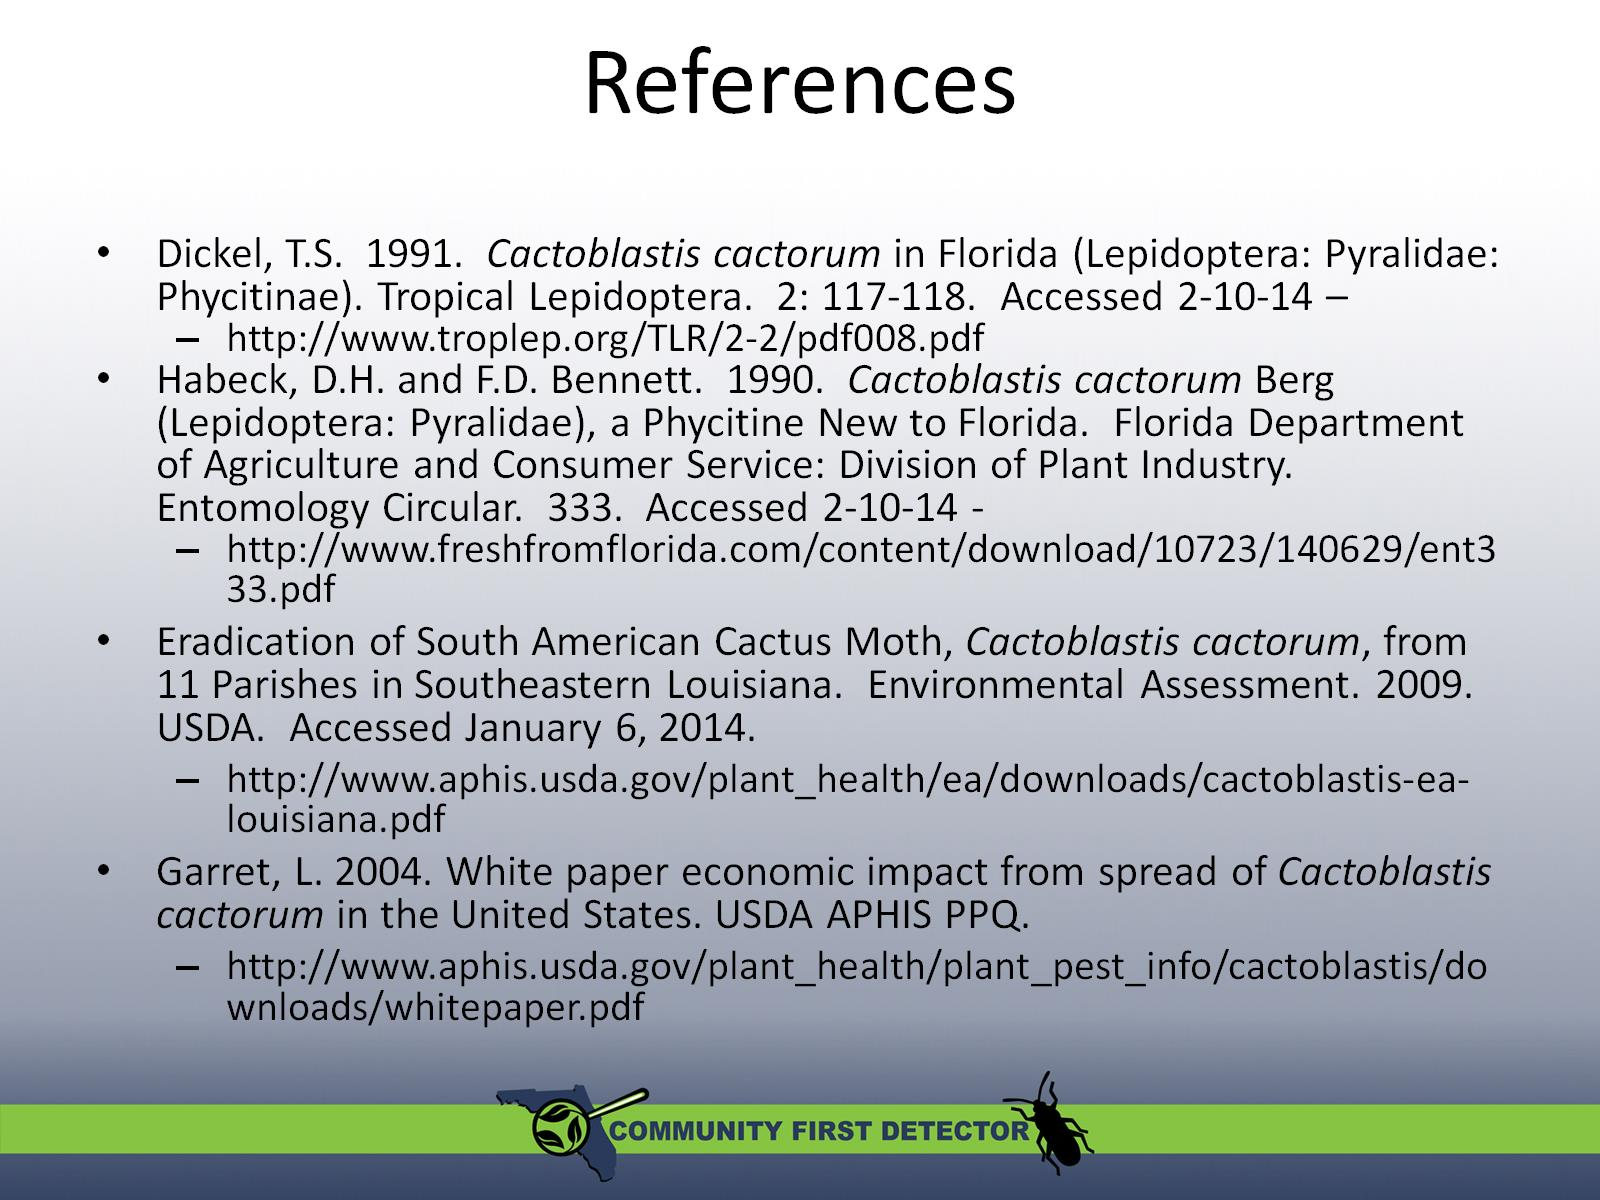 References
• Dickel, T.S.  1991.  Cactoblastis cactorum in Florida (Lepidoptera: Pyralidae:
Phycitinae). Tropical Lepidoptera.  2: 117-118.  Accessed 2-10-14 –
– http://www.troplep.org/TLR/2-2/pdf008.pdf
• Habeck, D.H. and F.D. Bennett.  1990.  Cactoblastis cactorum Berg
(Lepidoptera: Pyralidae), a Phycitine New to Florida.  Florida Department
of Agriculture and Consumer Service: Division of Plant Industry.
Entomology Circular.  333.  Accessed 2-10-14 -
– http://www.freshfromflorida.com/content/download/10723/140629/ent3
33.pdf
• Eradication of South American Cactus Moth, Cactoblastis cactorum, from
11 Parishes in Southeastern Louisiana.  Environmental Assessment. 2009.
USDA.  Accessed January 6, 2014.
– http://www.aphis.usda.gov/plant_health/ea/downloads/cactoblastis-ea-
louisiana.pdf
• Garret, L. 2004. White paper economic impact from spread of Cactoblastis
cactorum in the United States. USDA APHIS PPQ.
– http://www.aphis.usda.gov/plant_health/plant_pest_info/cactoblastis/do
wnloads/whitepaper.pdf
COMMUNITY FIRST DETECTOR